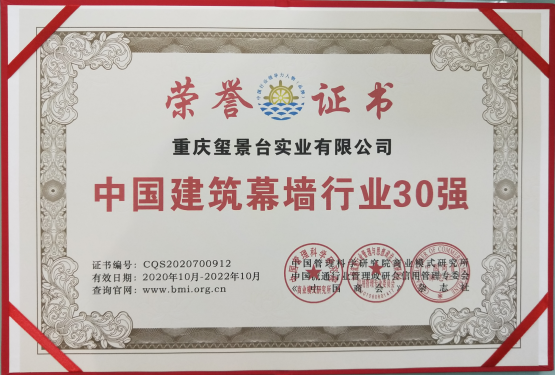 荣誉证书
重庆玺景台实业有限公司
中国建筑幕墙行业30强
证书编号：CQS2020700912
有效日期：2020年10月-2022年10月
查询官网：www.bmi.org.cn
中国管理科学研究院商业模式研究所
中国流通行业管理政研会信用管理专委会
《中国商会》杂志社